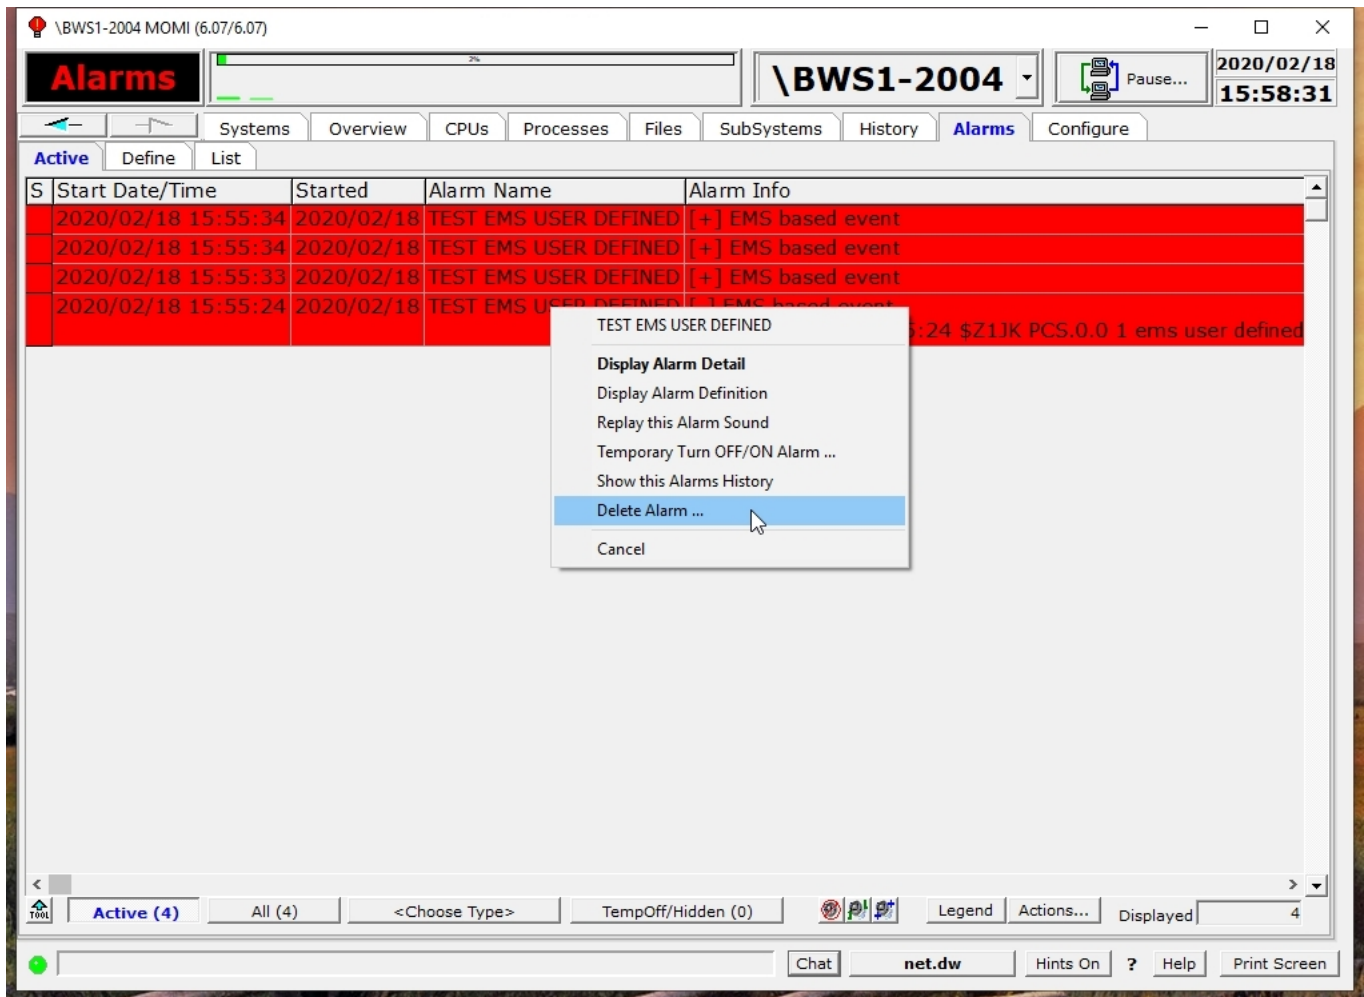 \BWS1-2004 MOMI (6.07/6.07)
Alarms
2%
\BWS1-2004
Pause...
2020/02/18
15:58:31
Systems Overview CPUs Processes Files SubSystems History Alarms Configure
Active Define List
S Start Date/Time Started Alarm Name Alarm Info
2020/02/18 15:55:34 2020/02/18 TEST EMS USER DEFINED [+] EMS based event
2020/02/18 15:55:34 2020/02/18 TEST EMS USER DEFINED [+] EMS based event
2020/02/18 15:55:33 2020/02/18 TEST EMS USER DEFINED [+] EMS based event
2020/02/18 15:55:24 2020/02/18 TEST EMS USER DEFINED [-] EMS based event
:24 $Z1JK PCS.0.0 1 ems user defined
TEST EMS USER DEFINED
Display Alarm Detail
Display Alarm Definition
Replay this Alarm Sound
Temporary Turn OFF/ON Alarm ...
Show this Alarms History
Delete Alarm ...
Cancel
TOOL Active (4) All (4) <Choose Type> TempOff/Hidden (0) Legend Actions... Displayed 4
Chat net.dw Hints On ? Help Print Screen